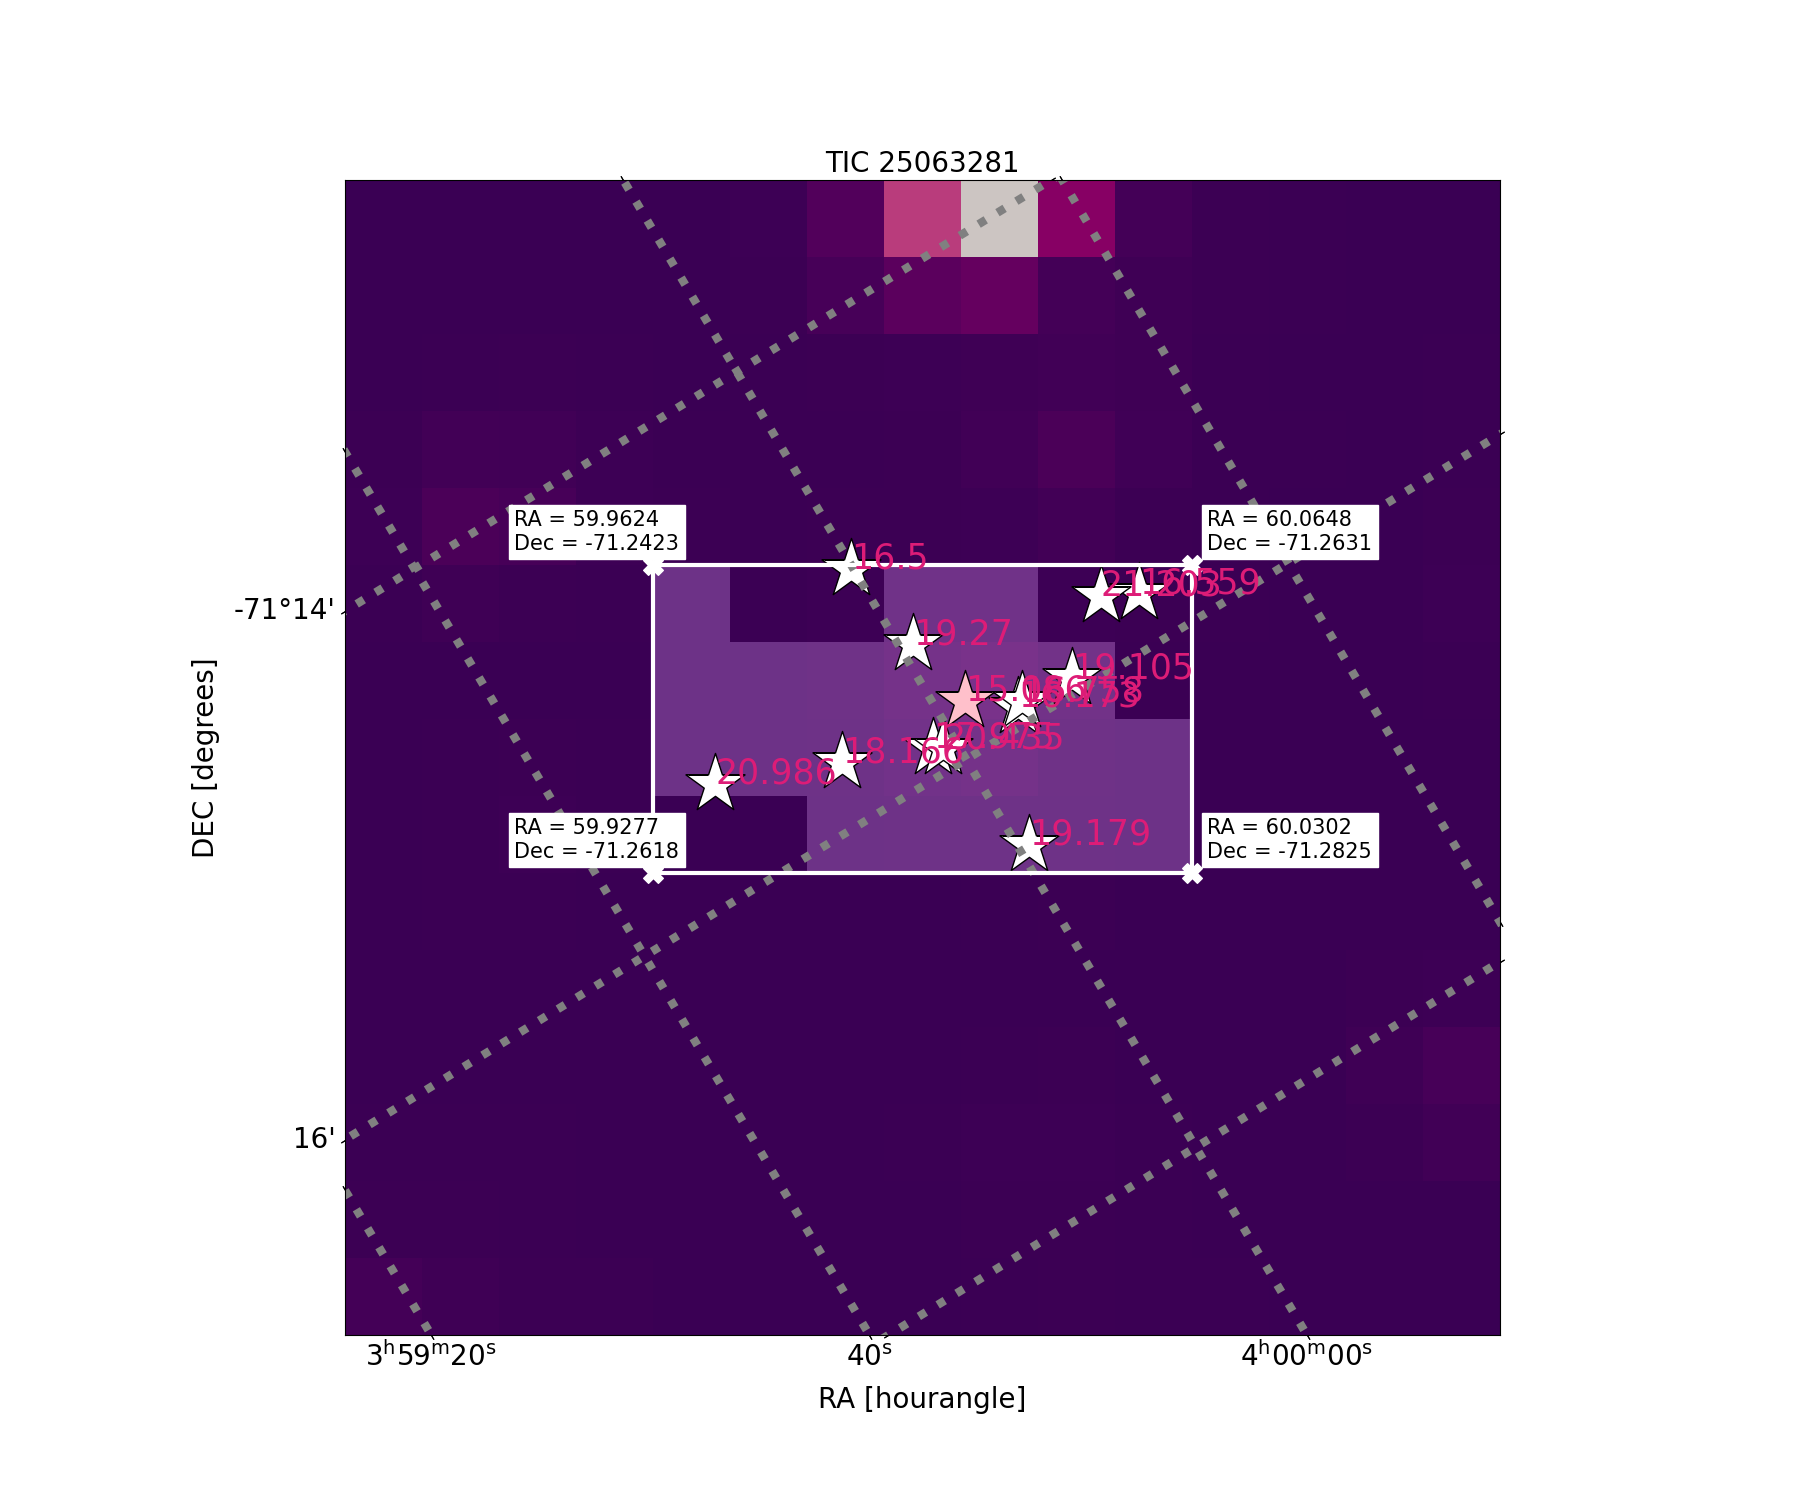 TIC 25063281
RA = 59.9624
Dec = -71.2423
RA = 60.0648
Dec = -71.2631
16.5
-71°14'
19.27
19.105
18.166
20.986
RA = 59.9277
Dec = -71.2618
19.179
RA = 60.0302
Dec = -71.2825
DEC [degrees]
16'
3ʰ59ᵐ20ˢ
40ˢ
4ʰ00ᵐ00ˢ
RA [hourangle]